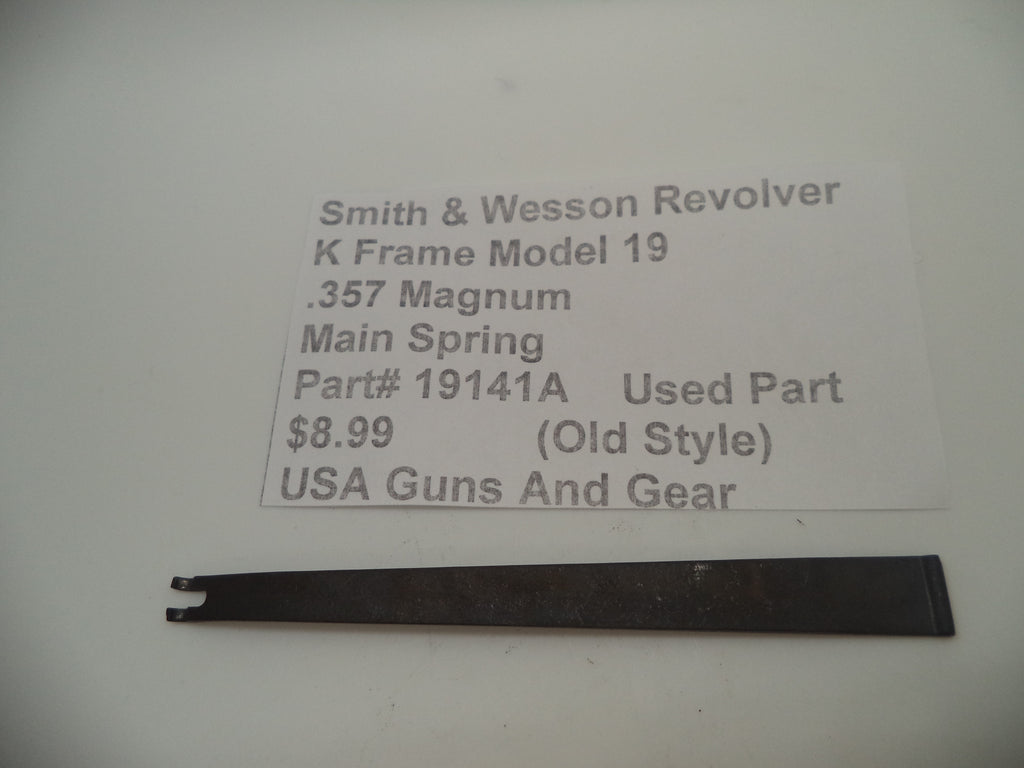 Smith & Wesson Revolver
K Frame Model 19
.357 Magnum
Main Spring
Part# 19141A Used Part
$8.99 (Old Style)
USA Guns And Gear